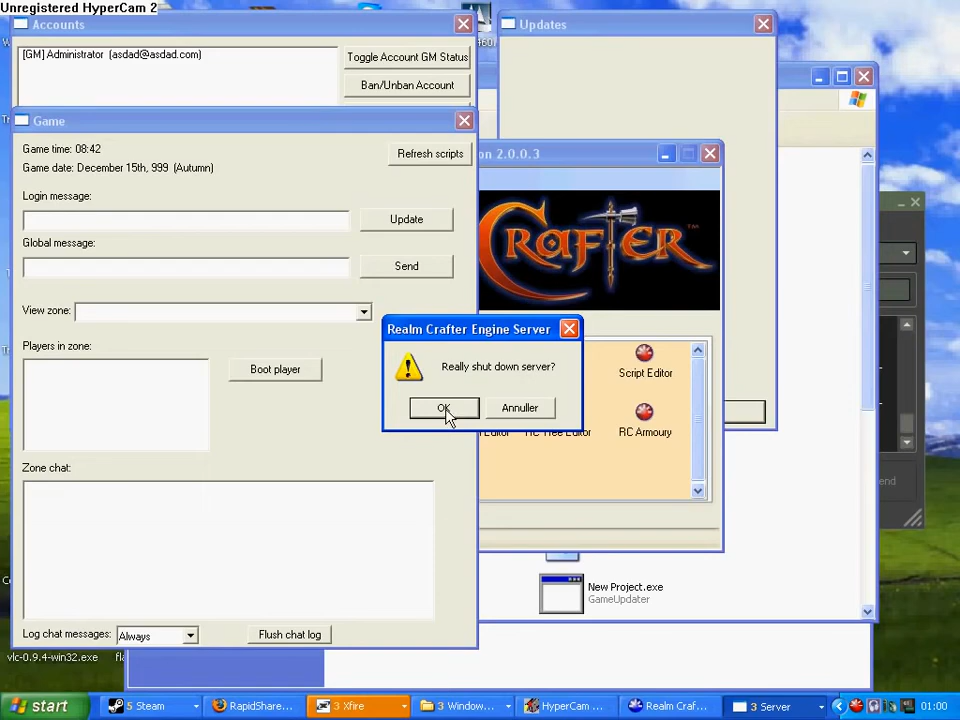 Unregistered HyperCam 2
Accounts
[GM] Administrator (asdad@asdad.com)
Toggle Account GM Status
Ban/Unban Account
Updates
Game
Game time: 08:42
Game date: December 15th, 999 (Autumn)
Refresh scripts
Login message:
Update
Global message:
Send
View zone:
Players in zone:
Boot player
Zone chat:
Log chat messages:
Always
Flush chat log
on 2.0.0.3
CRAFTER
TM
Realm Crafter Engine Server
Really shut down server?
OK
Annuller
Script Editor
RC Tree Editor
RC Armoury
end
New Project.exe
GameUpdater
vlc-0.9.4-win32.exe
fla
start
5 Steam
RapidShare...
3 Xfire
3 Window...
HyperCam ...
Realm Craf...
3 Server
01:00